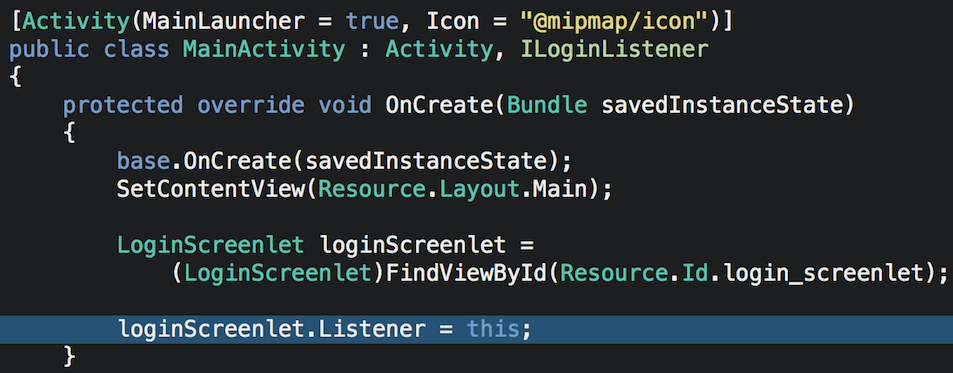 [Activity(MainLauncher = true, Icon = "@mipmap/icon")]
public class MainActivity : Activity, ILoginListener
{
    protected override void OnCreate(Bundle savedInstanceState)
    {
        base.OnCreate(savedInstanceState);
        SetContentView(Resource.Layout.Main);

        LoginScreenlet loginScreenlet =
            (LoginScreenlet)FindViewById(Resource.Id.login_screenlet);

        loginScreenlet.Listener = this;
    }